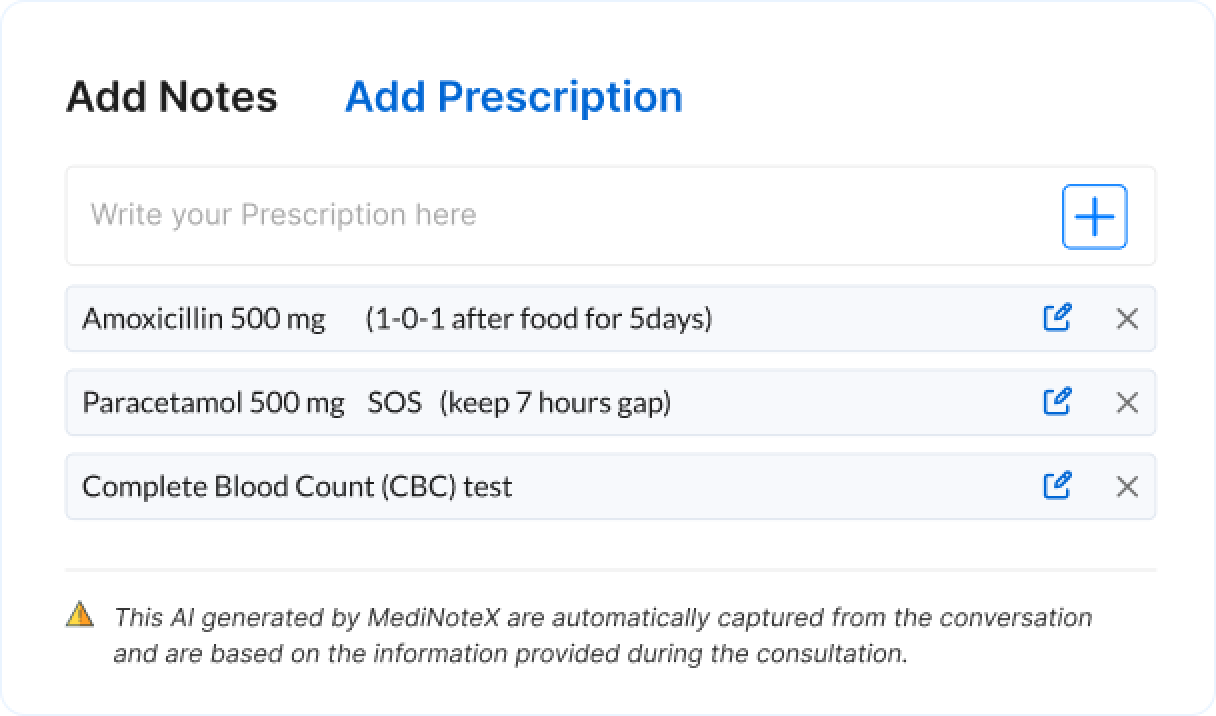 Add Notes Add Prescription
Write your Prescription here
Amoxicillin 500 mg (1-0-1 after food for 5days)
Paracetamol 500 mg SOS (keep 7 hours gap)
Complete Blood Count (CBC) test
This AI generated by MediNoteX are automatically captured from the conversation
and are based on the information provided during the consultation.